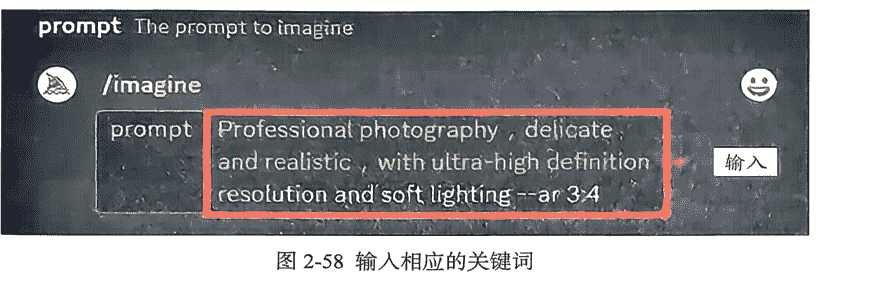 prompt The prompt to imagine
/imagine
prompt Professional photography , delicate
and realistic , with ultra-high definition
resolution and soft lighting --ar 3:4
输入
图 2-58 输入相应的关键词